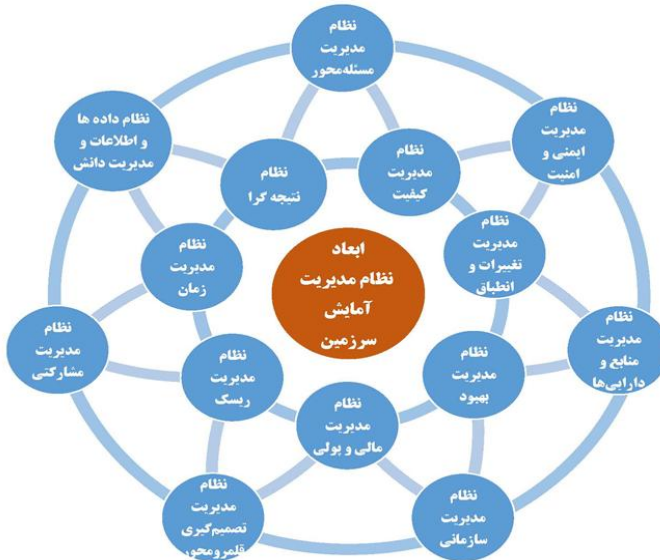 نظام
مدیریت
مسئله‌محور
نظام
مدیریت
ایمنی و
امنیت
نظام داده ها
و اطلاعات و
مدیریت دانش
نظام
مدیریت
کیفیت
نظام
نتیجه گرا
نظام
مدیریت
تغییرات و
انطباق
نظام
مدیریت
زمان
ابعاد
نظام مدیریت
آمایش
سرزمین
نظام
مدیریت
منابع و
دارایی‌ها
نظام
مدیریت
مشارکتی
نظام
مدیریت
بهبود
نظام
مدیریت
ریسک
نظام
مدیریت
مالی و پولی
نظام
مدیریت
سازمانی
نظام
مدیریت
تصمیم‌گیری
قلمرومحور